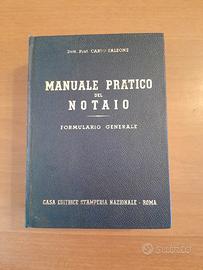 Dott. Prof. CARLO FALZONE
MANUALE PRATICO
DEL
NOTAIO
FORMULARIO GENERALE
CASA EDITRICE STAMPERIA NAZIONALE - ROMA
subito